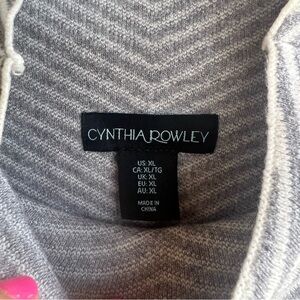 CYNTHIA ROWLEY
US: XL
CA: XL/TG
UK: XL
EU: XL
AU: XL
MADE IN
CHINA